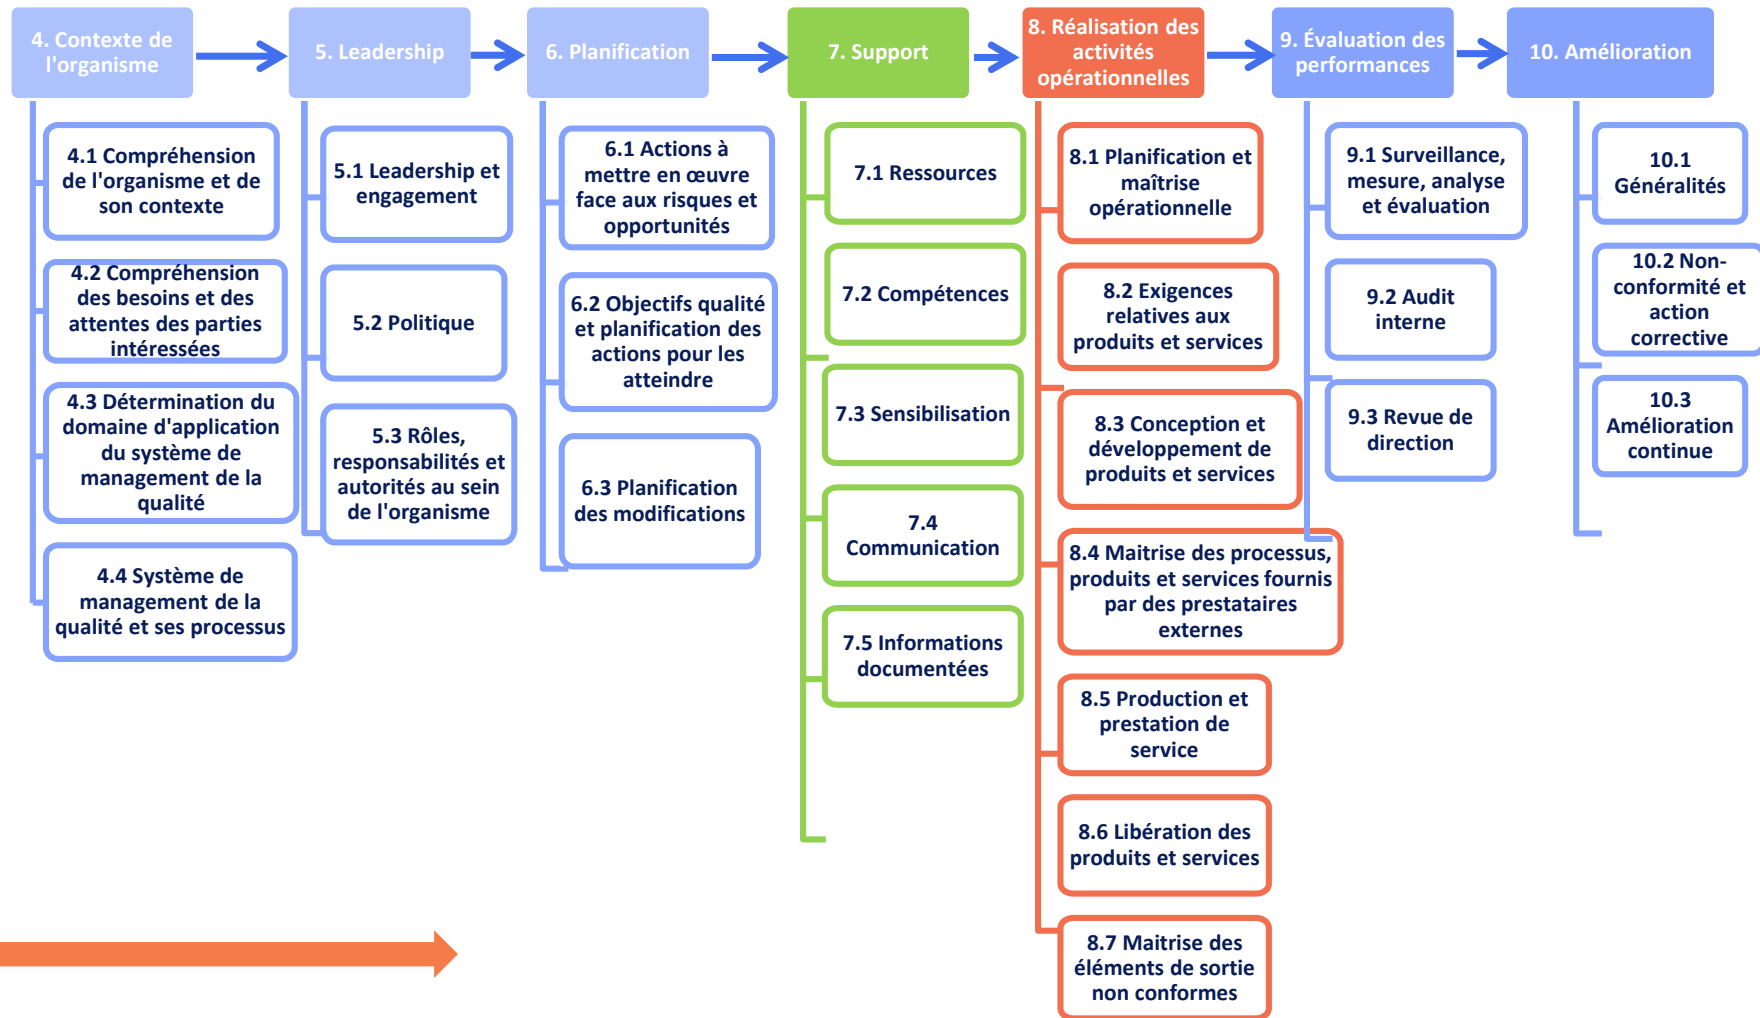 4. Contexte de
l'organisme
5. Leadership
6. Planification
7. Support
8. Réalisation des
activités
opérationnelles
9. Évaluation des
performances
10. Amélioration
4.1 Compréhension
de l'organisme et de
son contexte
4.2 Compréhension
des besoins et des
attentes des parties
intéressées
4.3 Détermination du
domaine d'application
du système de
management de la
qualité
4.4 Système de
management de la
qualité et ses processus
5.1 Leadership et
engagement
5.2 Politique
5.3 Rôles,
responsabilités et
autorités au sein
de l'organisme
6.1 Actions à
mettre en œuvre
face aux risques et
opportunités
6.2 Objectifs qualité
et planification des
actions pour les
atteindre
6.3 Planification
des modifications
7.1 Ressources
7.2 Compétences
7.3 Sensibilisation
7.4
Communication
7.5 Informations
documentées
8.1 Planification et
maîtrise
opérationnelle
8.2 Exigences
relatives aux
produits et services
8.3 Conception et
développement de
produits et services
8.4 Maitrise des processus,
produits et services fournis
par des prestataires
externes
8.5 Production et
prestation de
service
8.6 Libération des
produits et services
8.7 Maitrise des
éléments de sortie
non conformes
9.1 Surveillance,
mesure, analyse
et évaluation
9.2 Audit
interne
9.3 Revue de
direction
10.1
Généralités
10.2 Non-
conformité et
action
corrective
10.3
Amélioration
continue